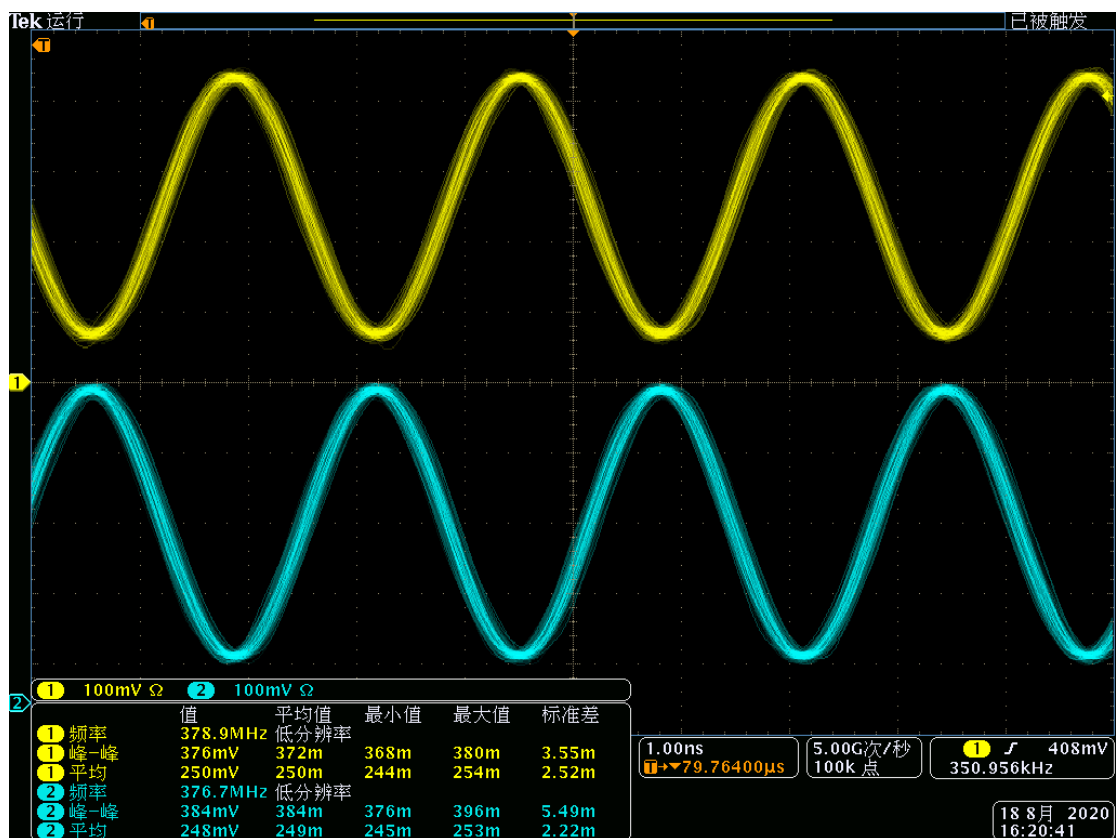 Tek 运行 T 已被触发
T
1
2
1 100mV Ω 2 100mV Ω
值 平均值 最小值 最大值 标准差
1 频率 378.9MHz 低分辨率
1 峰-峰 376mV 372m 368m 380m 3.55m
1 平均 250mV 250m 244m 254m 2.52m
2 频率 376.7MHz 低分辨率
2 峰-峰 384mV 384m 376m 396m 5.49m
2 平均 248mV 249m 245m 253m 2.22m
1.00ns
T→▼79.76400μs
5.00G次/秒
100k 点
1 408mV
350.956kHz
18 8月 2020
16:20:41